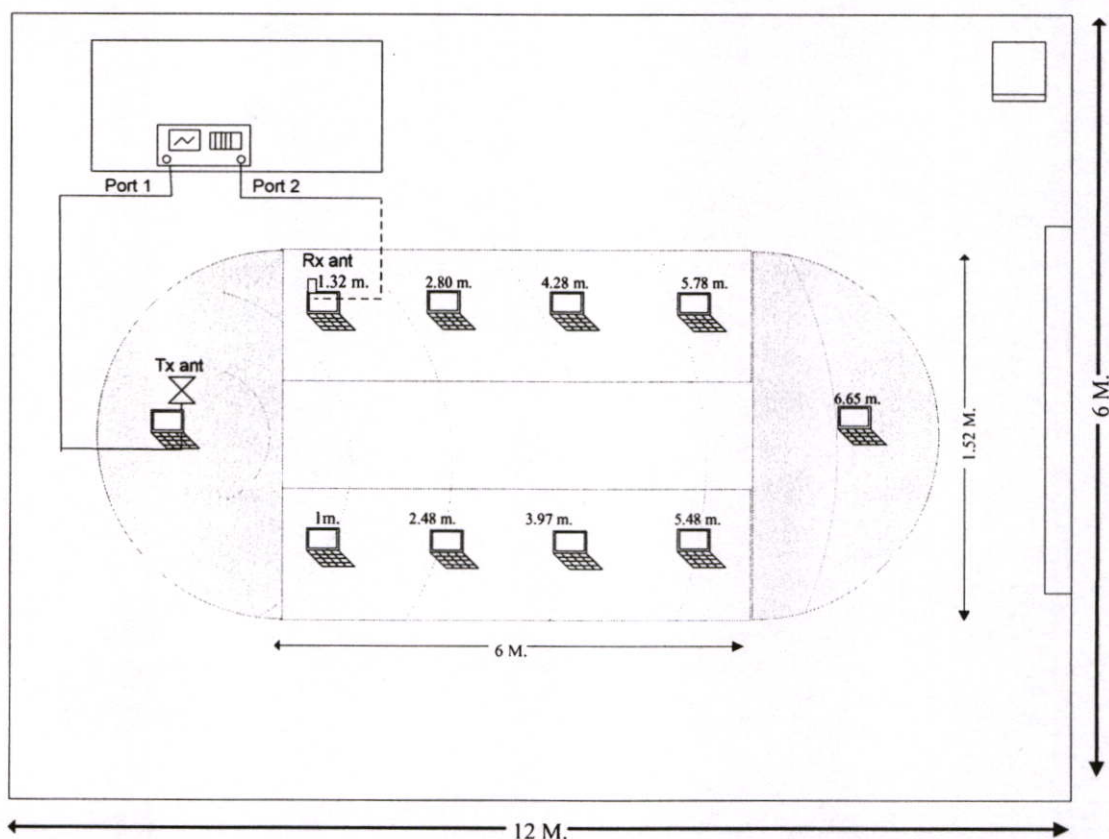 Port 1
Port 2
Rx ant
1.32 m.
2.80 m.
4.28 m.
5.78 m.
Tx ant
6.65 m.
1.52 M.
6 M.
1m.
2.48 m.
3.97 m.
5.48 m.
6 M.
12 M.